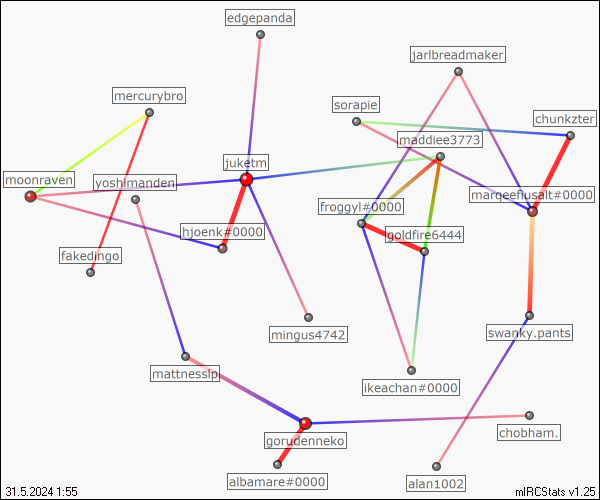 edgepanda
jarlbreadmaker
mercurybro
sorapie
chunkzter
maddiee3773
juketm
moonraven
yoshimanden
marqeeflusalt#0000
froggyl#0000
hjoenk#0000
goldfire6444
fakedingo
mingus4742
swanky.pants
mattnesslp
ikeachan#0000
gorudenneko
chobham.
albamare#0000
alan1002
31.5.2024 1:55
mIRCStats v1.25